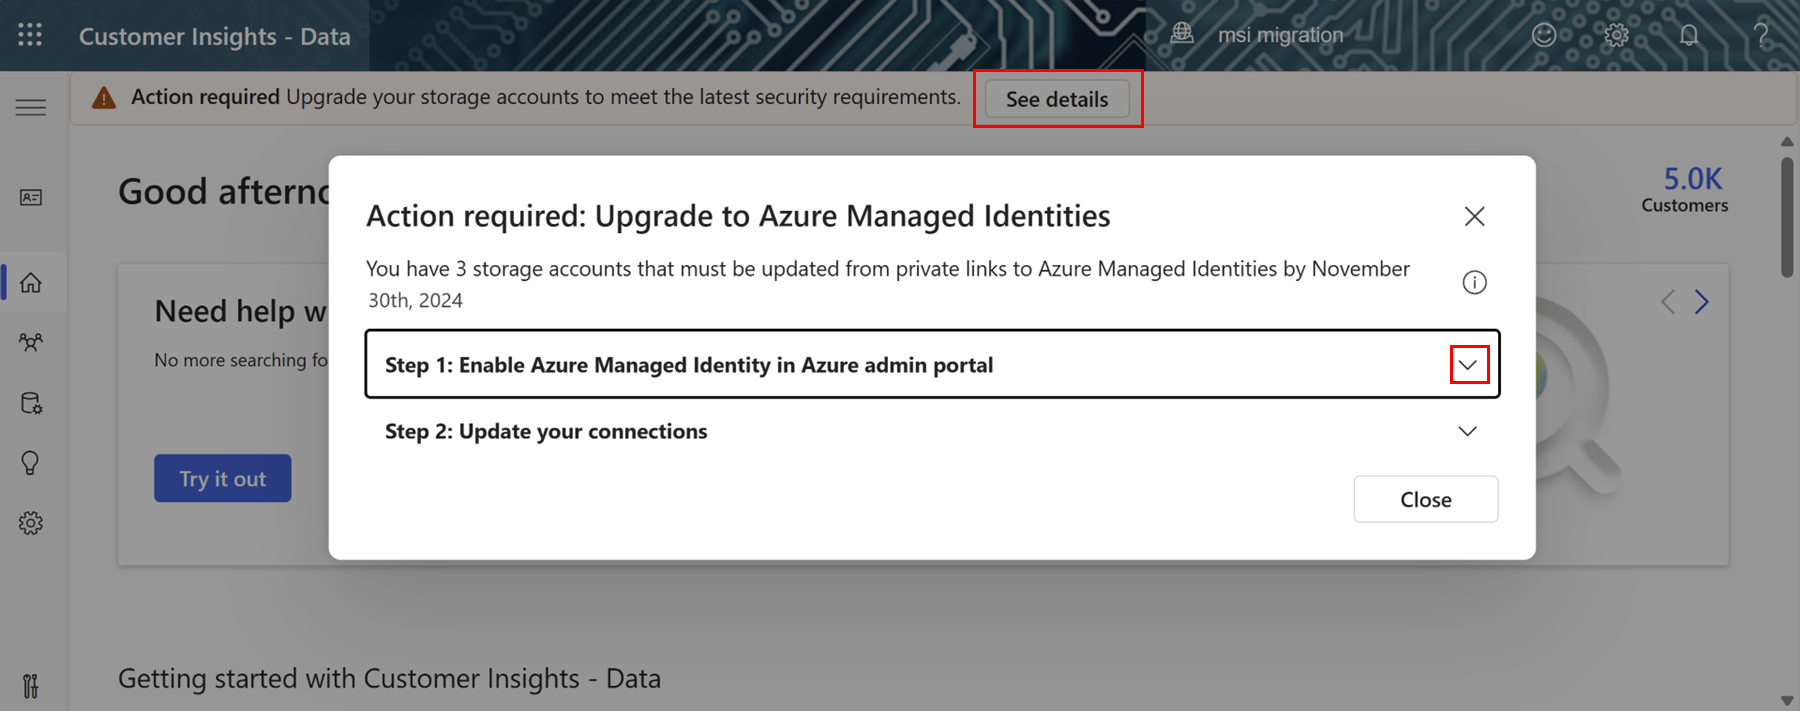 Customer Insights - Data
msi migration
Action required Upgrade your storage accounts to meet the latest security requirements.
See details
Good afterno
5.0K
Customers
Action required: Upgrade to Azure Managed Identities
You have 3 storage accounts that must be updated from private links to Azure Managed Identities by November
30th, 2024
Need help w
No more searching fo
Step 1: Enable Azure Managed Identity in Azure admin portal
Step 2: Update your connections
Try it out
Close
Getting started with Customer Insights - Data